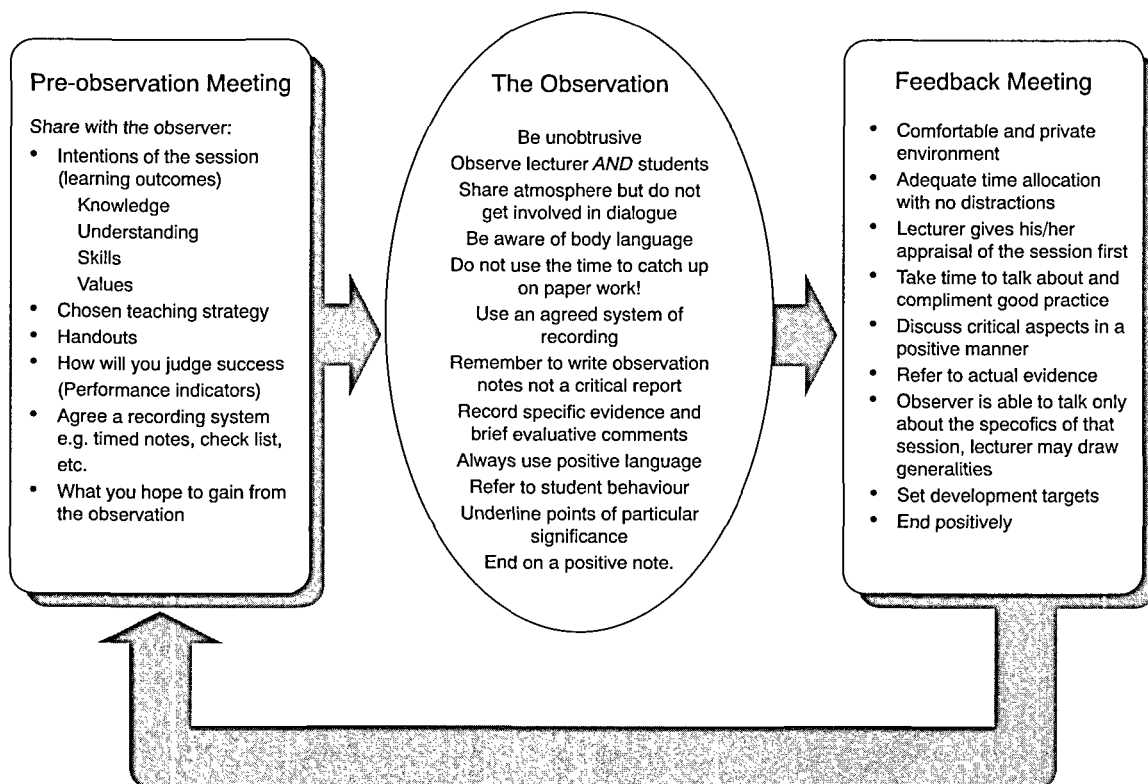 Pre-observation Meeting
Share with the observer:
• Intentions of the session
(learning outcomes)
Knowledge
Understanding
Skills
Values
• Chosen teaching strategy
• Handouts
• How will you judge success
(Performance indicators)
• Agree a recording system
e.g. timed notes, check list,
etc.
• What you hope to gain from
the observation
The Observation
Be unobtrusive
Observe lecturer AND students
Share atmosphere but do not
get involved in dialogue
Be aware of body language
Do not use the time to catch up
on paper work!
Use an agreed system of
recording
Remember to write observation
notes not a critical report
Record specific evidence and
brief evaluative comments
Always use positive language
Refer to student behaviour
Underline points of particular
significance
End on a positive note.
Feedback Meeting
• Comfortable and private
environment
• Adequate time allocation
with no distractions
• Lecturer gives his/her
appraisal of the session first
• Take time to talk about and
compliment good practice
• Discuss critical aspects in a
positive manner
• Refer to actual evidence
• Observer is able to talk only
about the specofics of that
session, lecturer may draw
generalities
• Set development targets
• End positively